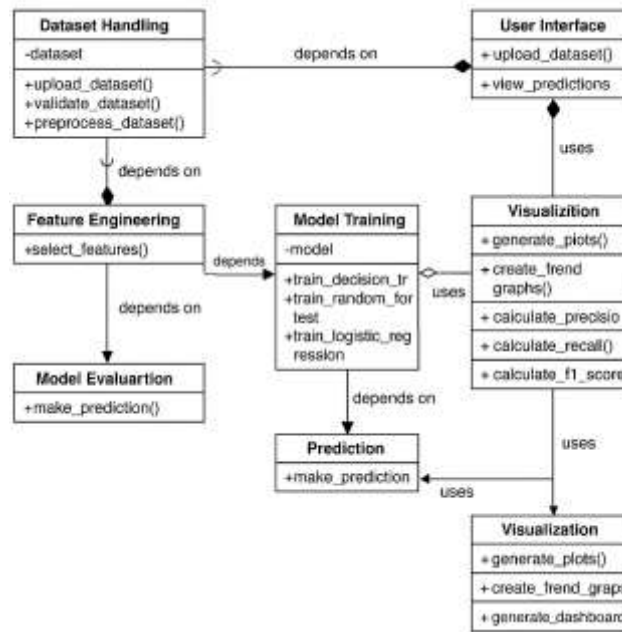 Dataset Handling
-dataset
+upload_dataset()
+validate_dataset()
+preprocess_dataset()
depends on
User Interface
+ upload_dataset()
+ view_predictions
depends on
uses
Feature Engineering
+select_features()
depends
Model Training
-model
+train_decision_tr
+train_random_for
test
+train_logistic_reg
ression
uses
Visualizition
+ generate_piots()
+ create_frend
graphs()
+ calculate_precisio
+ calculate_recall()
+ calculate_f1_score
depends on
Model Evaluartion
+make_prediction()
depends on
Prediction
+make_prediction
uses
uses
Visualization
+generate_plots()
+create_frend_graps
+generate_dashboard